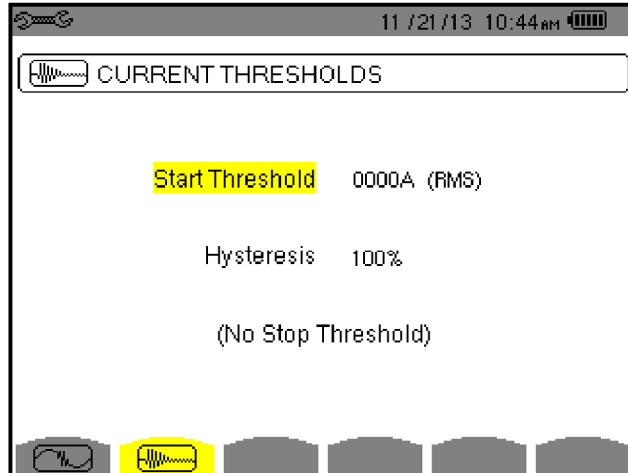 11/21/13 10:44AM
CURRENT THRESHOLDS
Start Threshold 0000A (RMS)
Hysteresis 100%
(No Stop Threshold)